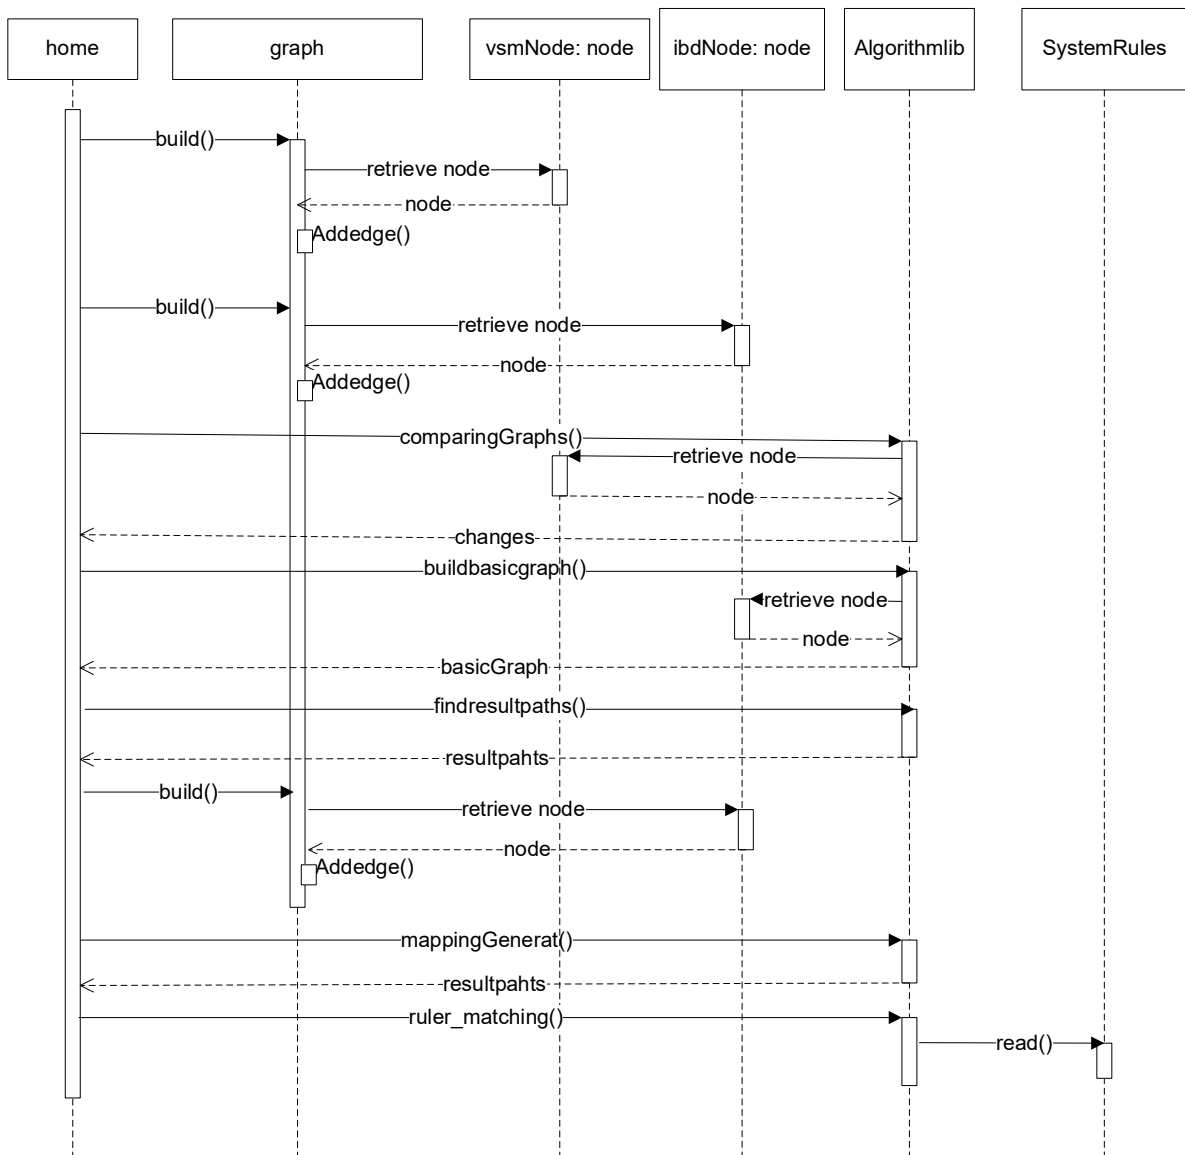 home
graph
vsmNode: node
ibdNode: node
Algorithmlib
SystemRules
build()
retrieve node
node
Addedge()
build()
retrieve node
node
Addedge()
comparingGraphs()
retrieve node
node
changes
buildbasicgraph()
retrieve node
node
basicGraph
findresultpaths()
resultpahts
build()
retrieve node
node
Addedge()
mappingGenerat()
resultpahts
ruler_matching()
read()